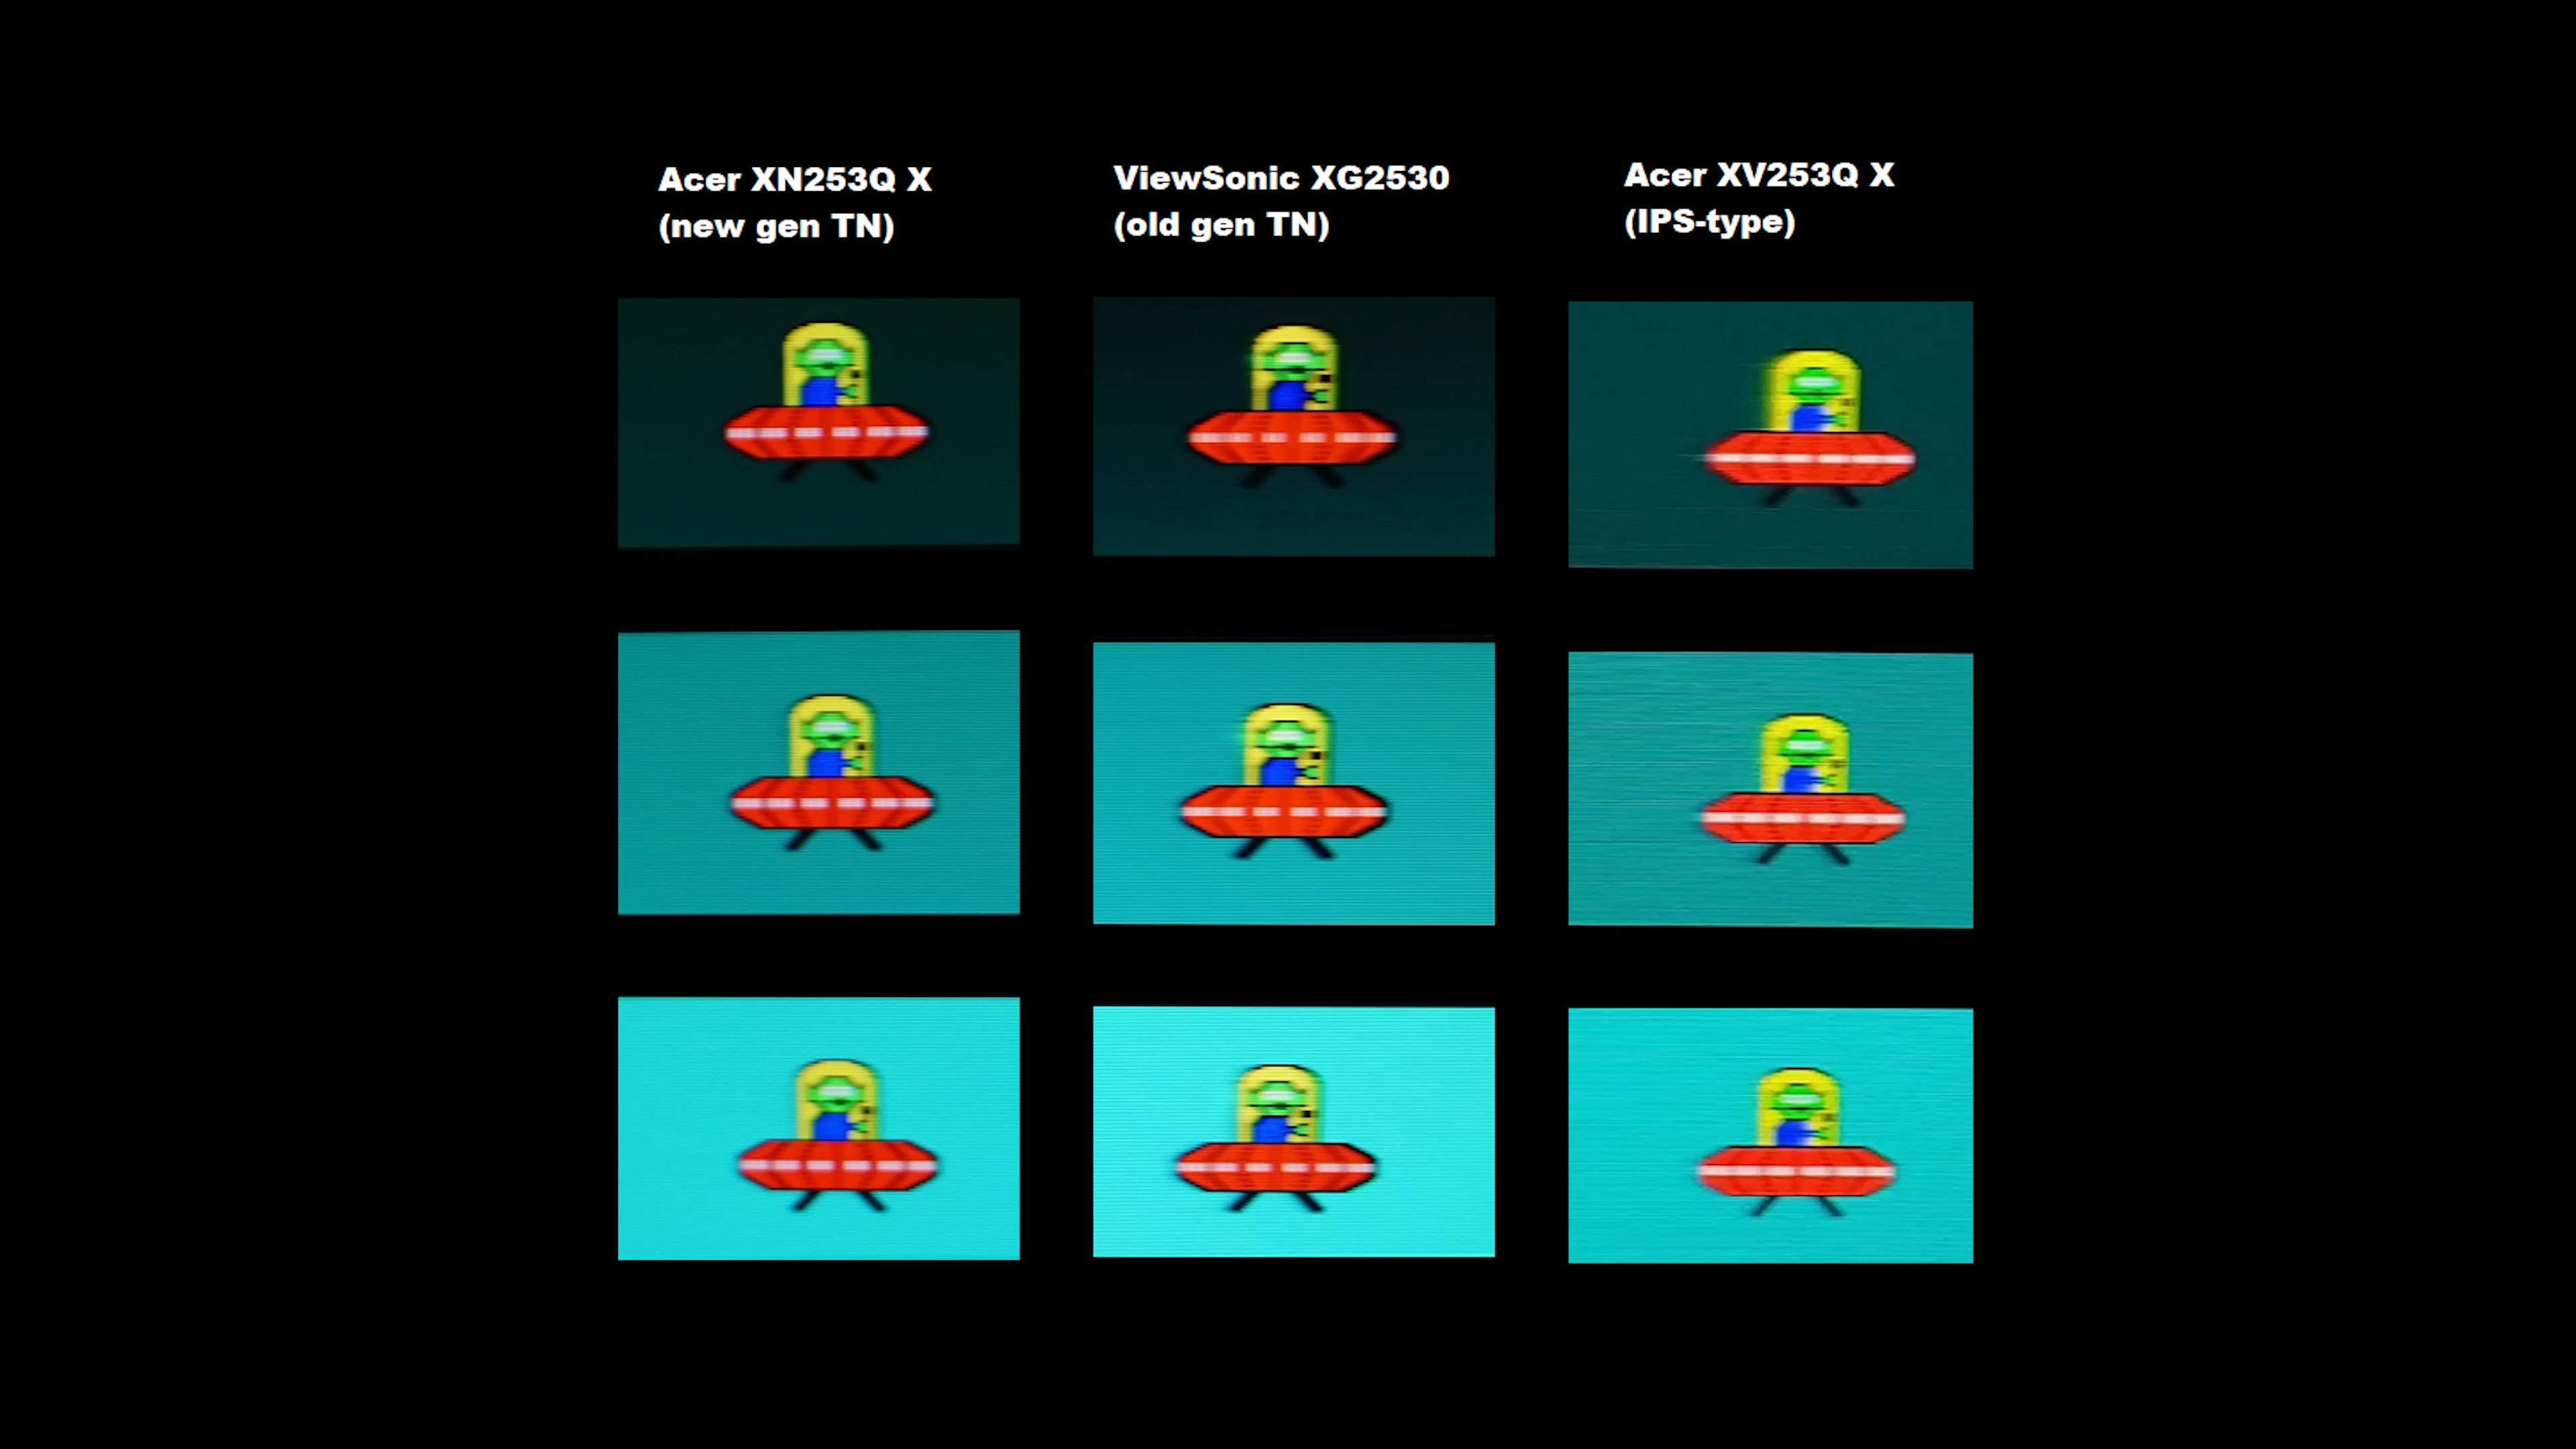 Acer XN253Q X
(new gen TN)
ViewSonic XG2530
(old gen TN)
Acer XV253Q X
(IPS-type)